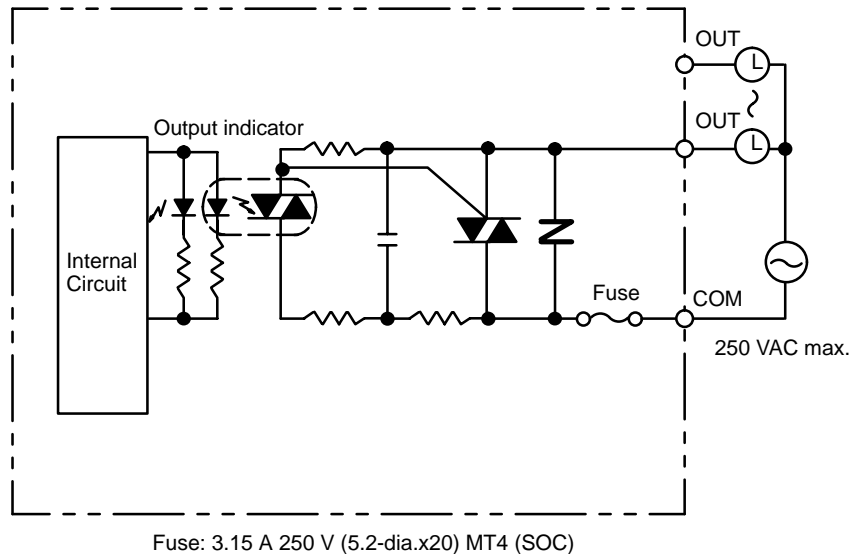 OUT
L
OUT
L
Output indicator
Internal
Circuit
Fuse
COM
250 VAC max.
Fuse: 3.15 A 250 V (5.2-dia.x20) MT4 (SOC)